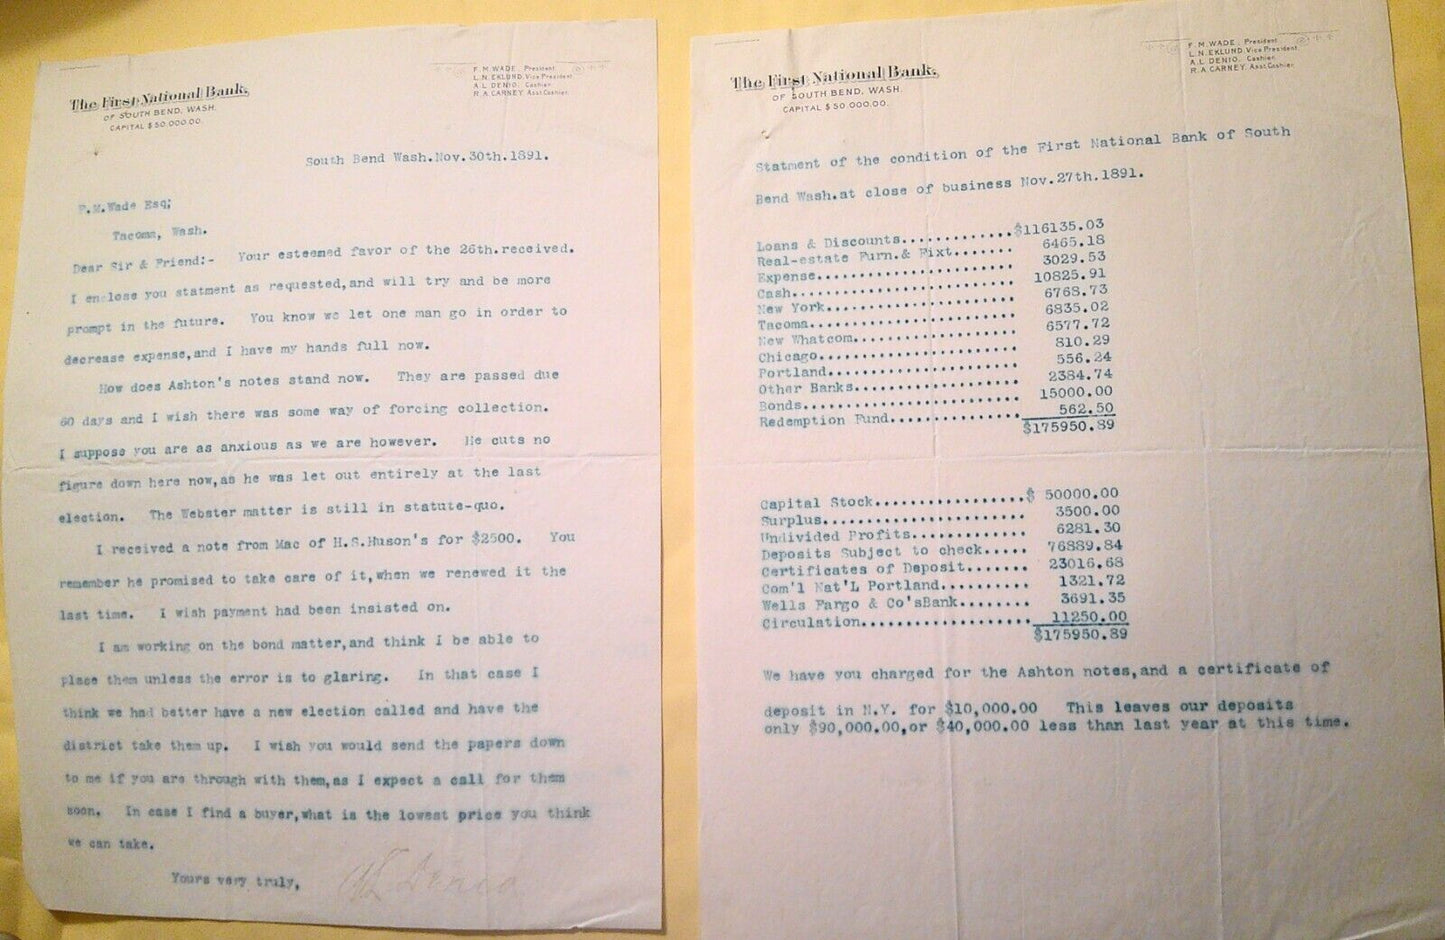 The First National Bank.
OF SOUTH BEND, WASH.
CAPITAL $50.000.00.
F. M. WADE. President
L. N. EKLUND. Vice President
A. L. DENIO. Cashier
R. A. CARNEY. Asst. Cashier
South Bend Wash.Nov.30th.1891.
F.M.Wade Esq;
Tacoma, Wash.
Dear Sir & Friend:- Your esteemed favor of the 26th.received.
I enclose you statment as requested,and will try and be more
prompt in the future. You know we let one man go in order to
decrease expense,and I have my hands full now.
How does Ashton's notes stand now. They are passed due
60 days and I wish there was some way of forcing collection.
I suppose you are as anxious as we are however. He cuts no
figure down here now,as he was let out entirely at the last
election. The Webster matter is still in statute-quo.
I received a note from Mac of H.S.Huson's for $2500. You
remember he promised to take care of it,when we renewed it the
last time. I wish payment had been insisted on.
I am working on the bond matter,and think I be able to
place them unless the error is to glaring. In that case I
think we had better have a new election called and have the
district take them up. I wish you would send the papers down
to me if you are through with them,as I expect a call for them
soon. In case I find a buyer,what is the lowest price you think
we can take.
Yours very truly,
A L Denio
The First National Bank.
OF SOUTH BEND, WASH.
CAPITAL $50.000.00.
F. M. WADE. President
L. N. EKLUND. Vice President
A. L. DENIO. Cashier
R. A. CARNEY. Asst. Cashier
Statment of the condition of the First National Bank of South
Bend Wash.at close of business Nov.27th.1891.
Loans & Discounts.............$116135.03
Real-estate Furn.& Fixt....... 6465.18
Expense........................ 3029.53
Cash........................... 10825.91
New York....................... 6768.73
Tacoma......................... 6835.02
New Whatcom.................... 6577.72
Chicago........................ 810.29
Portland....................... 556.24
Other Banks.................... 2384.74
Bonds.......................... 15000.00
Redemption Fund................ 562.50
$175950.89
Capital Stock..................$ 50000.00
Surplus........................ 3500.00
Undivided Profits.............. 6281.30
Deposits Subject to check..... 76889.84
Certificates of Deposit....... 23016.68
Com'l Nat'L Portland.......... 1321.72
Wells Fargo & Co'sBank........ 3691.35
Circulation.................... 11250.00
$175950.89
We have you charged for the Ashton notes,and a certificate of
deposit in N.Y. for $10,000.00 This leaves our deposits
only $90,000.00,or $40,000.00 less than last year at this time.